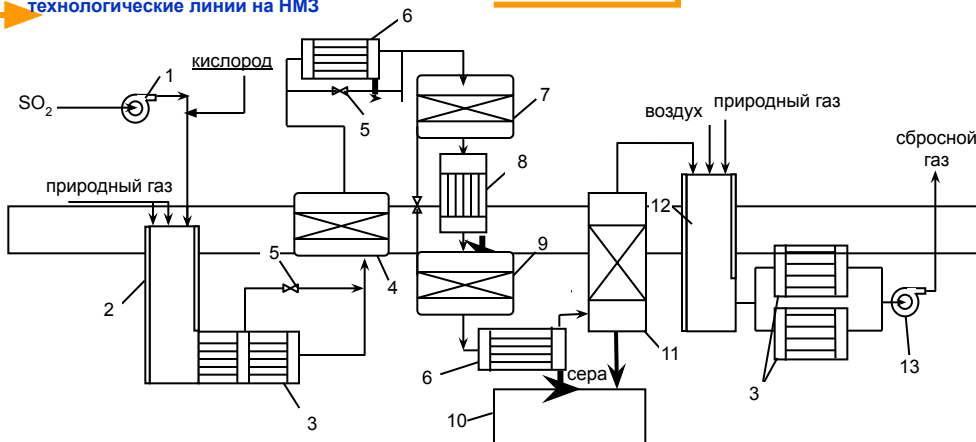 технологические линии на НМЗ
6
кислород
1
SO2
5
7
воздух
природный газ
сбросной
газ
8
природный газ
12
5
9
4
2
11
6
сера
3
13
3
10